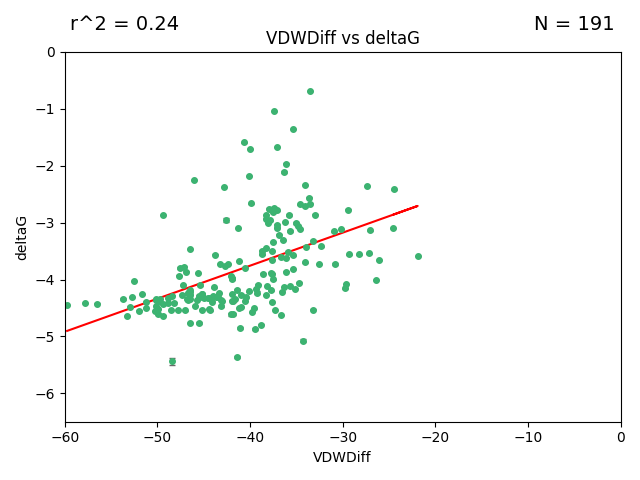 r^2 = 0.24
N = 191
VDWDiff vs deltaG
0
−1
−2
−3
−4
−5
−6
deltaG
−60 −50 −40 −30 −20 −10 0
VDWDiff